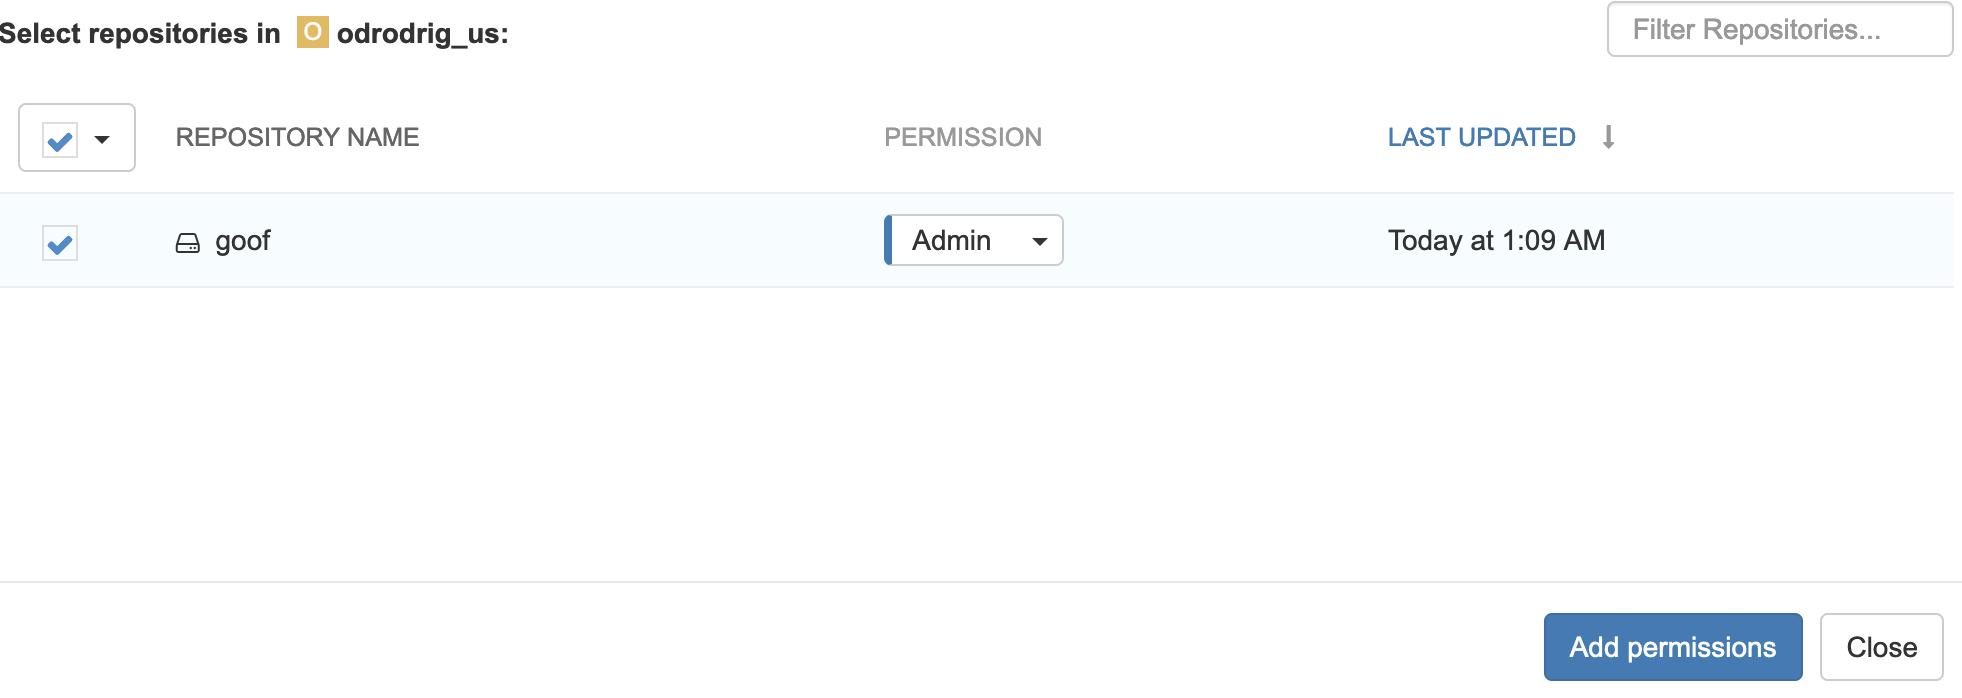 Select repositories in O odrodrig_us:
Filter Repositories...
REPOSITORY NAME PERMISSION LAST UPDATED
goof Admin Today at 1:09 AM
Add permissions Close